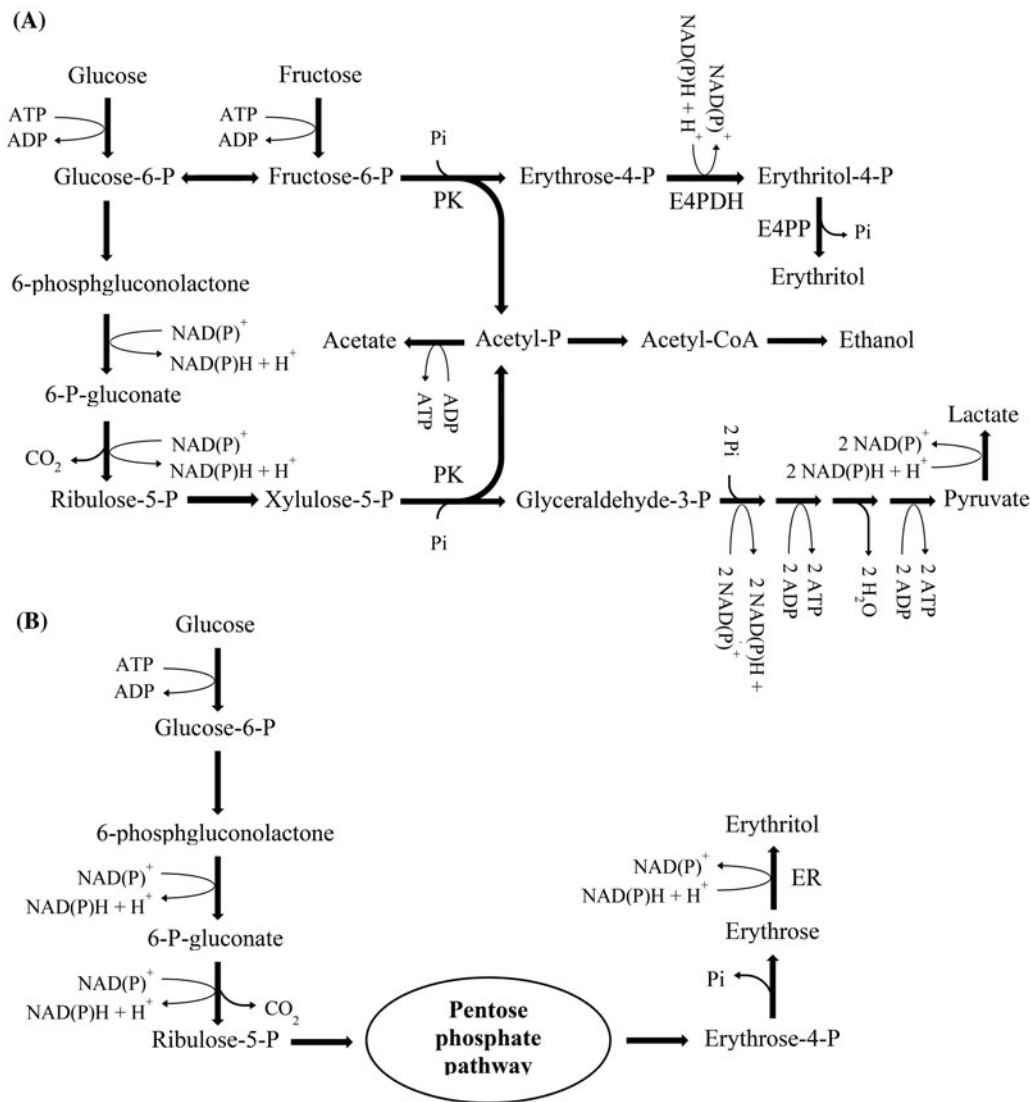 (A)
Glucose
Fructose
ATP
ADP
ATP
ADP
Pi
NAD(P)H + H+
NAD(P)+
Glucose-6-P
Fructose-6-P
PK
Erythrose-4-P
E4PDH
Erythritol-4-P
E4PP
Pi
Erythritol
6-phosphgluconolactone
NAD(P)+
NAD(P)H + H+
Acetate
Acetyl-P
Acetyl-CoA
Ethanol
ATP
ADP
6-P-gluconate
CO2
NAD(P)+
NAD(P)H + H+
Ribulose-5-P
Xylulose-5-P
PK
Pi
Glyceraldehyde-3-P
2 Pi
2 NAD(P)+
2 NAD(P)H +
2 ADP
2 ATP
2 H2O
2 ADP
2 ATP
Pyruvate
2 NAD(P)+
2 NAD(P)H + H+
Lactate
(B)
Glucose
ATP
ADP
Glucose-6-P
6-phosphgluconolactone
NAD(P)+
NAD(P)H + H+
6-P-gluconate
NAD(P)+
NAD(P)H + H+
CO2
Ribulose-5-P
Pentose
phosphate
pathway
Erythrose-4-P
Pi
Erythrose
NAD(P)+
NAD(P)H + H+
ER
Erythritol